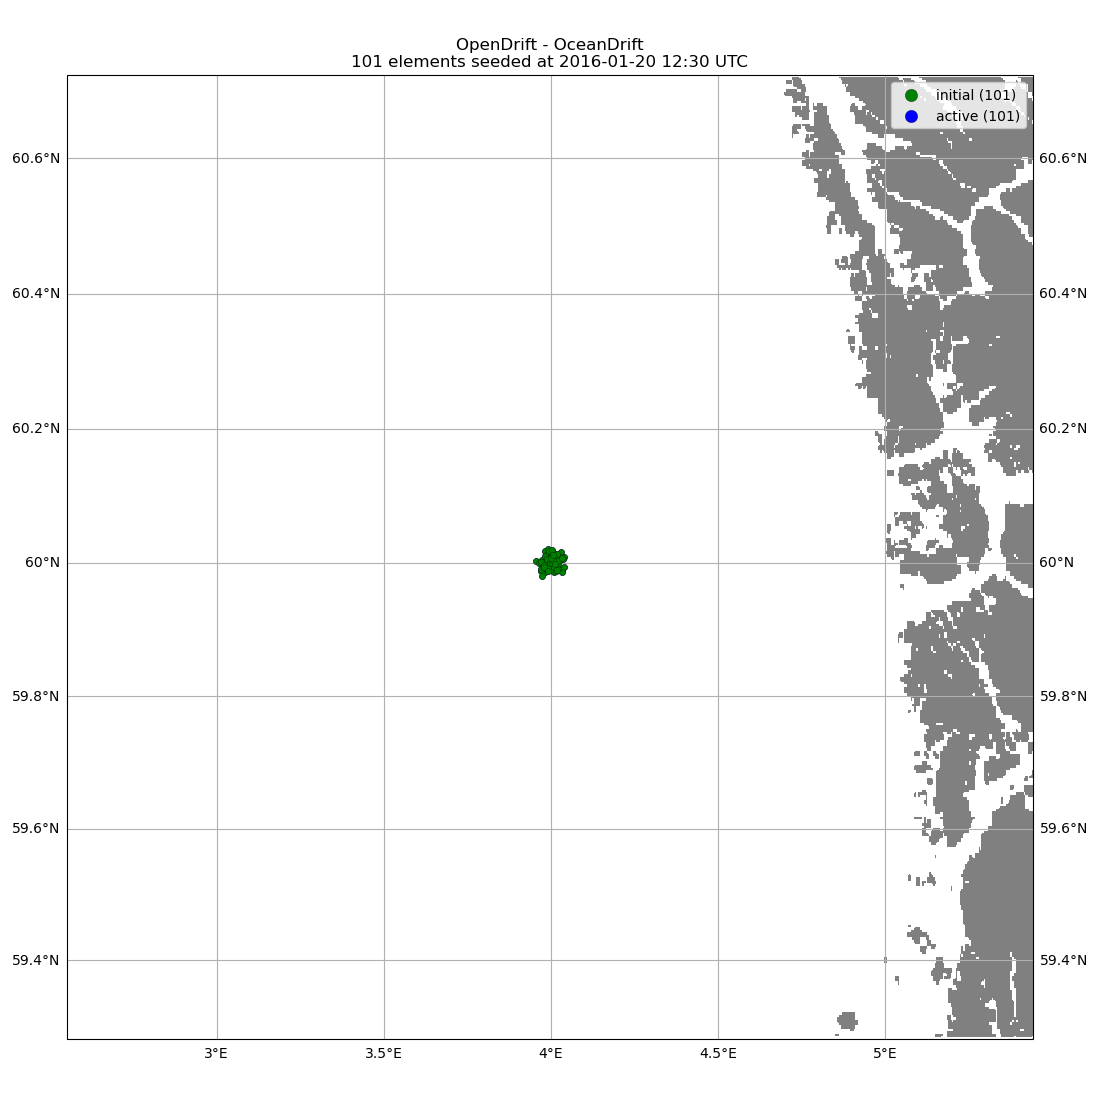 OpenDrift - OceanDrift
101 elements seeded at 2016-01-20 12:30 UTC
initial (101)
active (101)
60.6°N 60.6°N
60.4°N 60.4°N
60.2°N 60.2°N
60°N 60°N
59.8°N 59.8°N
59.6°N 59.6°N
59.4°N 59.4°N
3°E 3.5°E 4°E 4.5°E 5°E